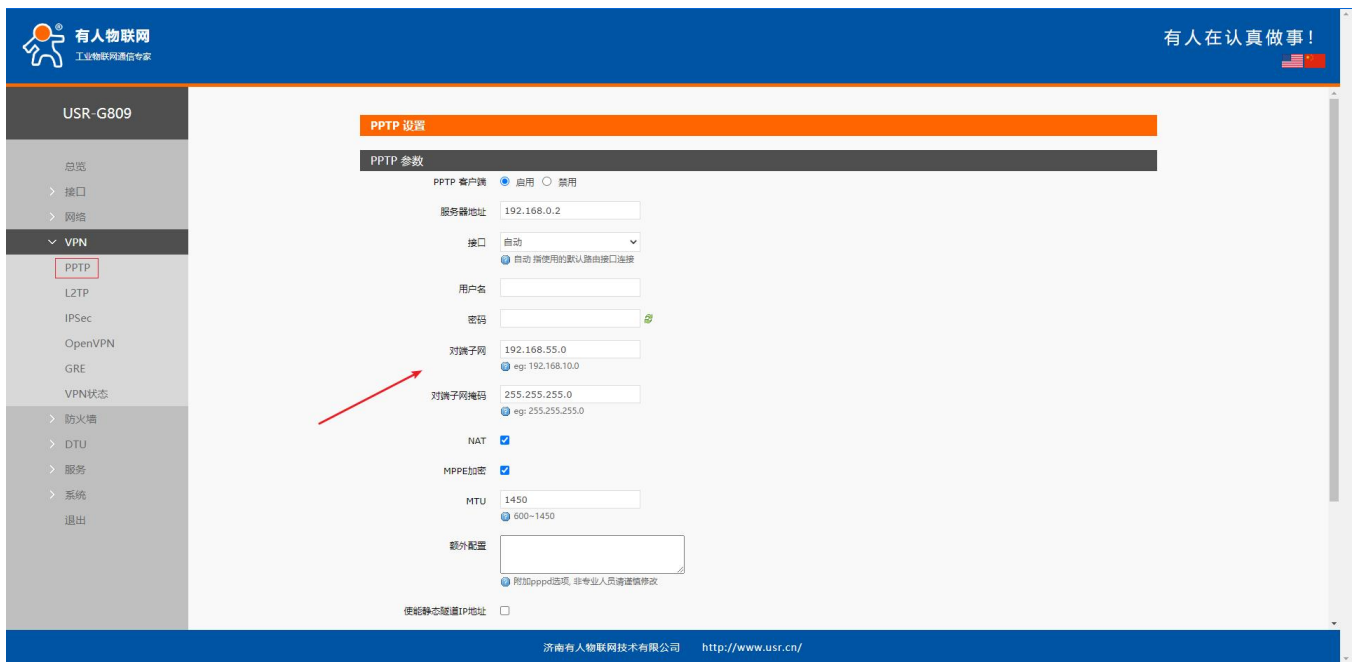 有人物联网
工业物联网通信专家
有人在认真做事!
USR-G809
总览
接口
网络
VPN
PPTP
L2TP
IPSec
OpenVPN
GRE
VPN状态
防火墙
DTU
服务
系统
退出
PPTP 设置
PPTP 参数
PPTP 客户端 启用 禁用
服务器地址 192.168.0.2
接口 自动
自动 指使用的默认路由接口连接
用户名
密码
对端子网 192.168.55.0
eg: 192.168.10.0
对端子网掩码 255.255.255.0
eg: 255.255.255.0
NAT
MPPE加密
MTU 1450
600~1450
额外配置
附加pppd选项, 非专业人员请谨慎修改
使能静态隧道IP地址
济南有人物联网技术有限公司 http://www.usr.cn/